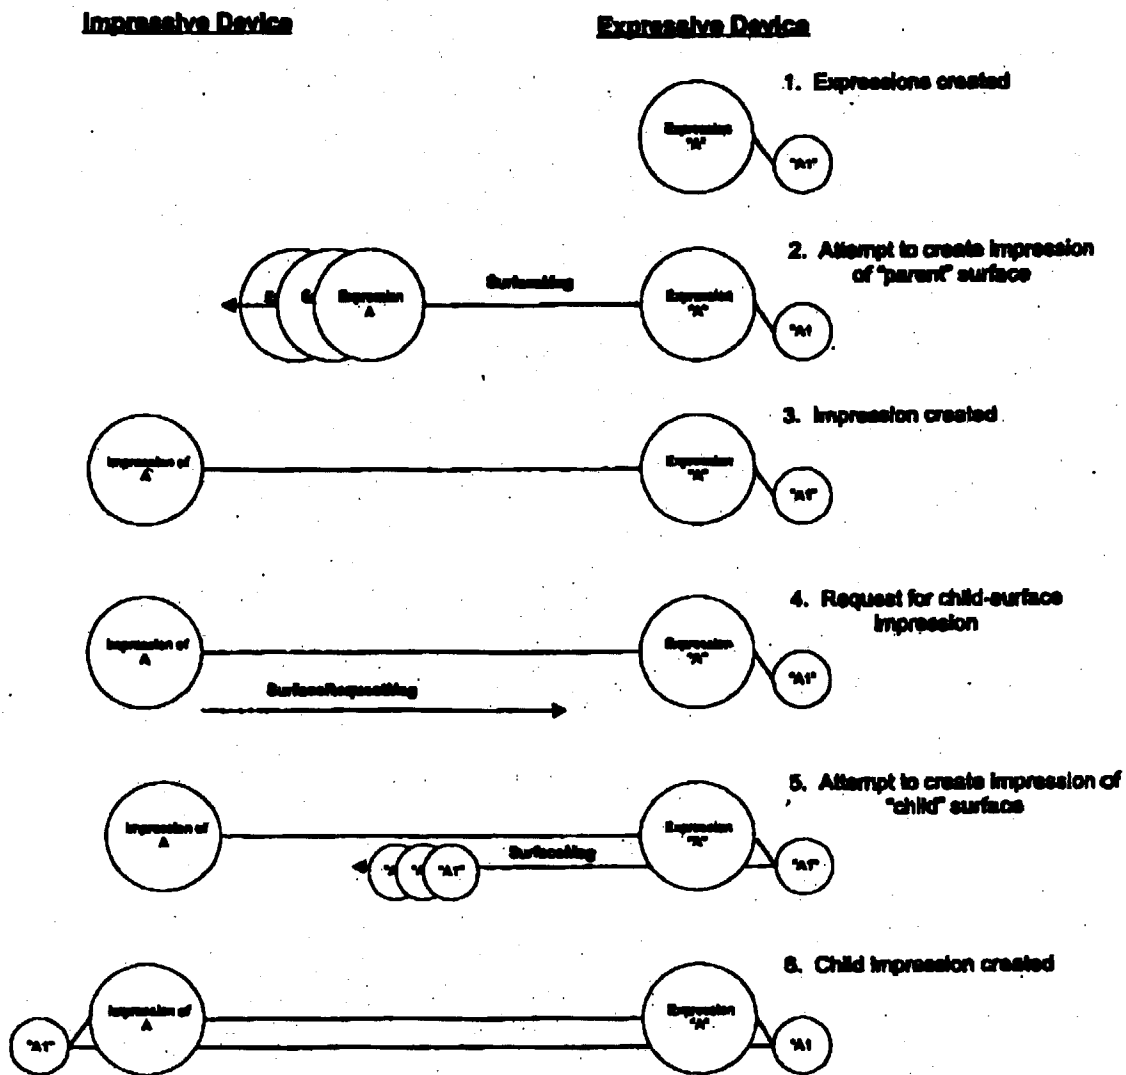 Impressive Device
Expressive Device
1. Expressions created
Expression
"A"
"A1"
2. Attempt to create impression
of "parent" surface
SurfaceMsg
Expression
A
Expression
"A"
"A1
3. Impression created
Impression of
A
Expression
"A"
"A1"
4. Request for child-surface
impression
Impression of
A
Expression
"A"
"A1"
SurfaceRequestMsg
5. Attempt to create impression of
"child" surface
Impression of
A
Expression
"A"
SurfaceMsg
"A1"
"A1"
6. Child impression created
Impression of
A
Expression
"A"
"A1"
"A1